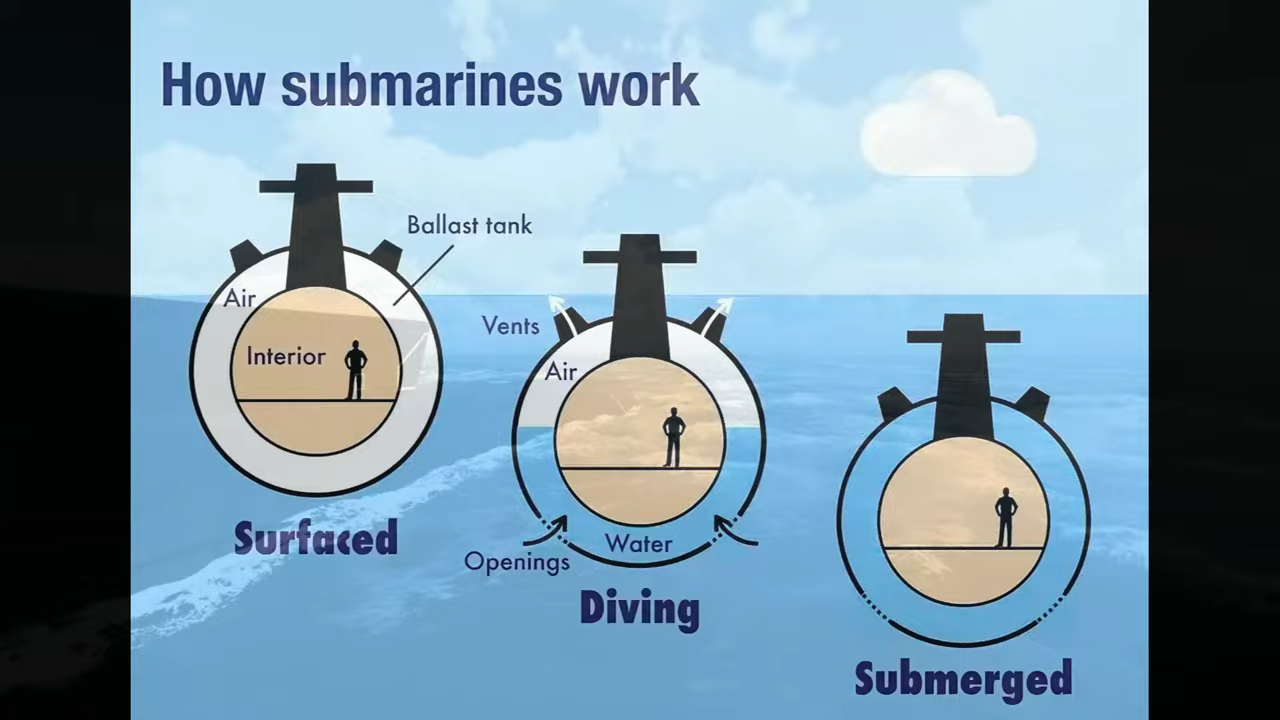 How submarines work
Ballast tank
Air
Interior
Surfaced
Vents
Air
Water
Openings
Diving
Submerged